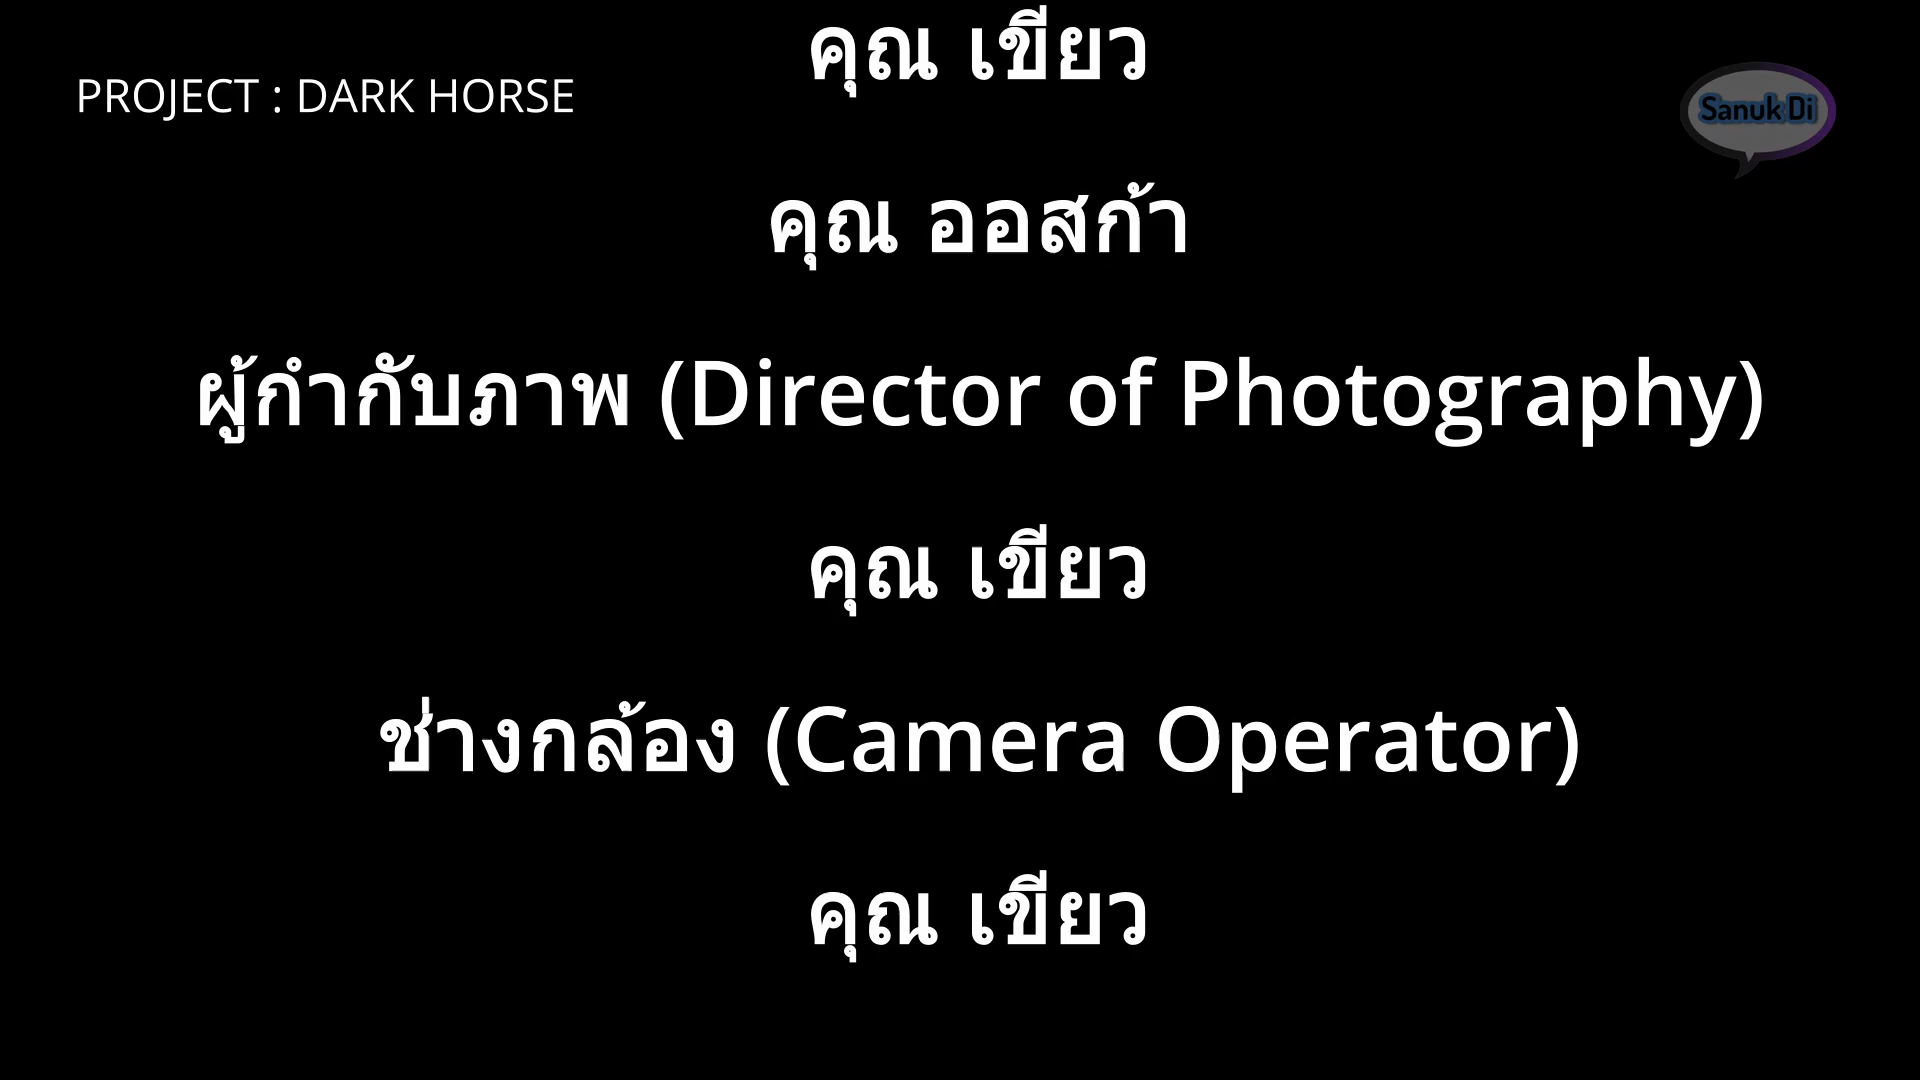 คุณ เขียว
PROJECT : DARK HORSE
Sanuk Di
คุณ ออสก้า
ผู้กำกับภาพ (Director of Photography)
คุณ เขียว
ช่างกล้อง (Camera Operator)
คุณ เขียว